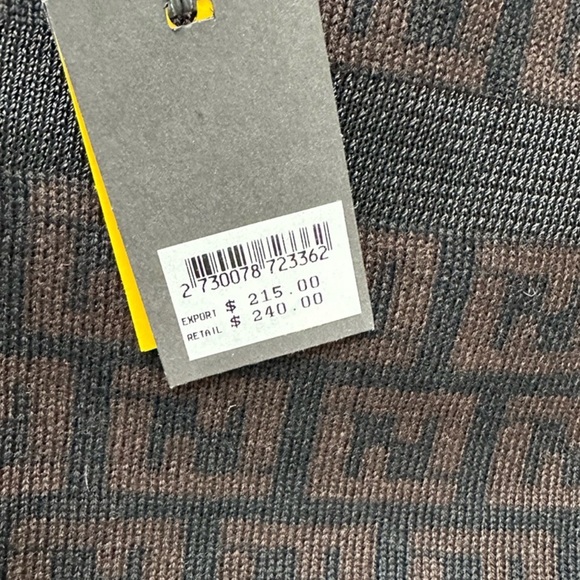 2 730078 723362
EXPORT $ 215.00
RETAIL $ 240.00